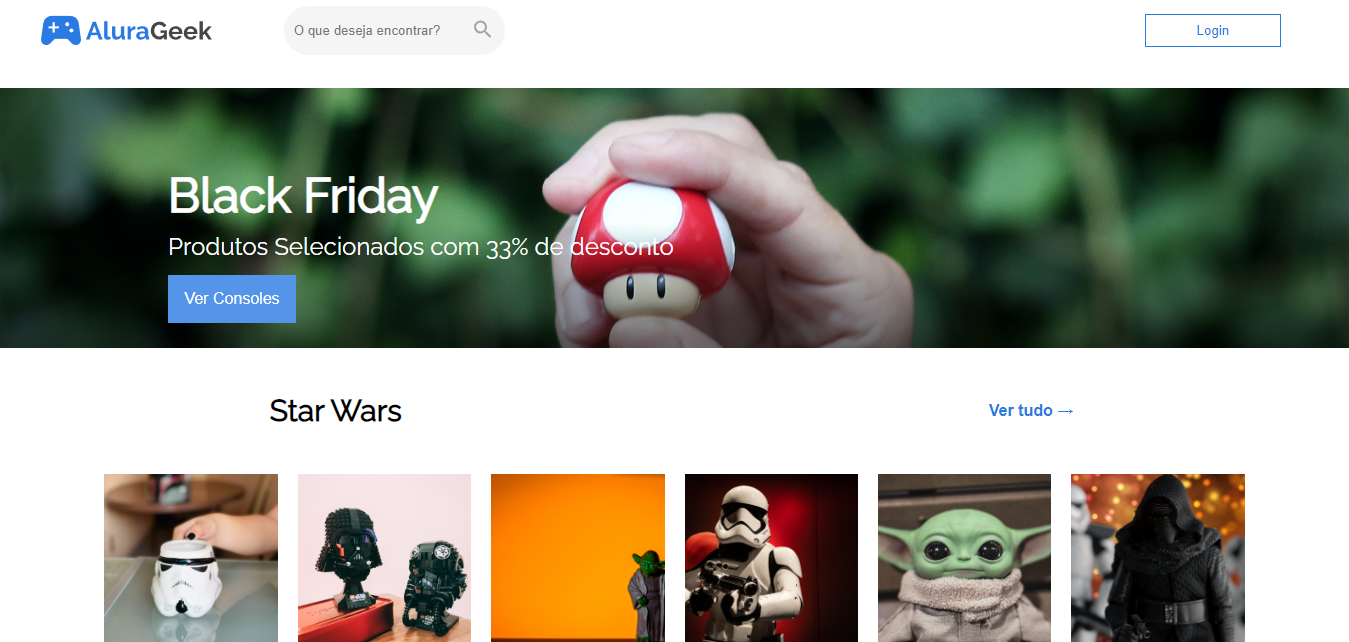 AluraGeek
O que deseja encontrar?
Login
Black Friday
Produtos Selecionados com 33% de desconto
Ver Consoles
Star Wars
Ver tudo →